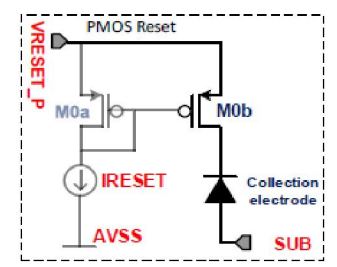 PMOS Reset
VRESET_P
M0a
M0b
IRESET
Collection
electrode
AVSS
SUB